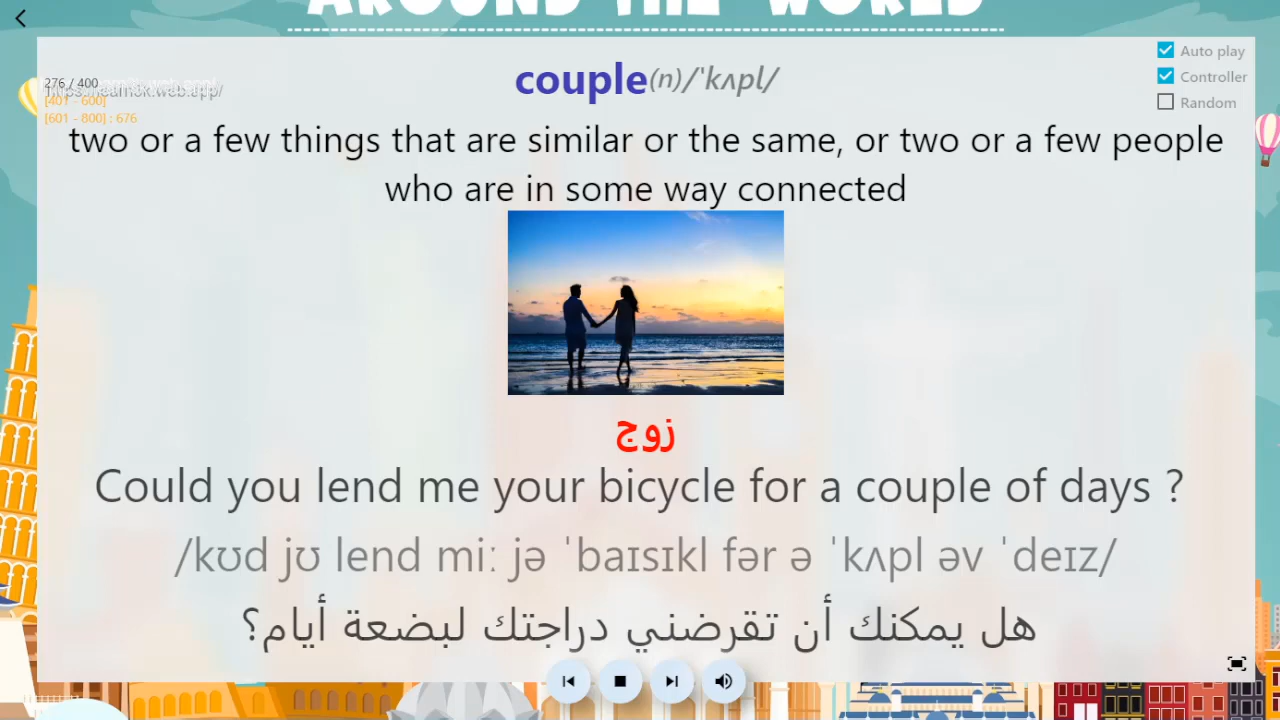 AROUND THE WORLD
Auto play
276 / 400
couple(n)/'kʌpl/
Controller
[401 - 600]
Random
[601 - 800] : 676
two or a few things that are similar or the same, or two or a few people
who are in some way connected
زوج
Could you lend me your bicycle for a couple of days ?
/kʊd jʊ lend miː jə ˈbaɪsɪkl fər ə ˈkʌpl əv ˈdeɪz/
هل يمكنك أن تقرضني دراجتك لبضعة أيام؟